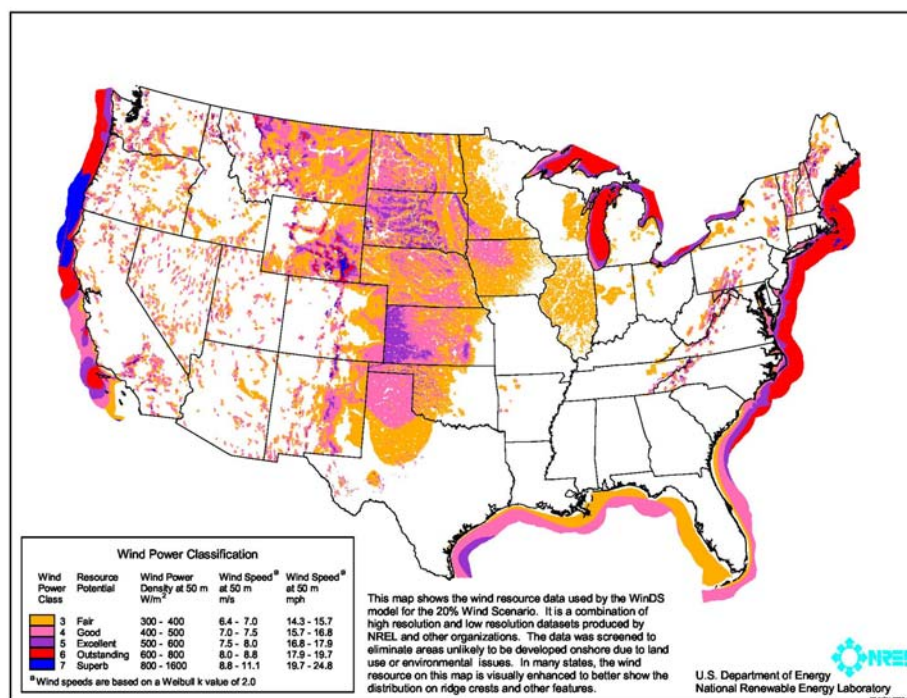 Wind Power Classification
Wind Power Class Resource Potential Wind Power Density at 50 m W/m² Wind Speed ᵃ at 50 m m/s Wind Speed ᵃ at 50 m mph
3 Fair 300 - 400 6.4 - 7.0 14.3 - 15.7
4 Good 400 - 500 7.0 - 7.5 15.7 - 16.8
5 Excellent 500 - 600 7.5 - 8.0 16.8 - 17.9
6 Outstanding 600 - 800 8.0 - 8.8 17.9 - 19.7
7 Superb 800 - 1600 8.8 - 11.1 19.7 - 24.8
ᵃ Wind speeds are based on a Weibull k value of 2.0
This map shows the wind resource data used by the WinDS
model for the 20% Wind Scenario. It is a combination of
high resolution and low resolution datasets produced by
NREL and other organizations. The data was screened to
eliminate areas unlikely to be developed onshore due to land
use or environmental issues. In many states, the wind
resource on this map is visually enhanced to better show the
distribution on ridge crests and other features.
NREL
U.S. Department of Energy
National Renewable Energy Laboratory